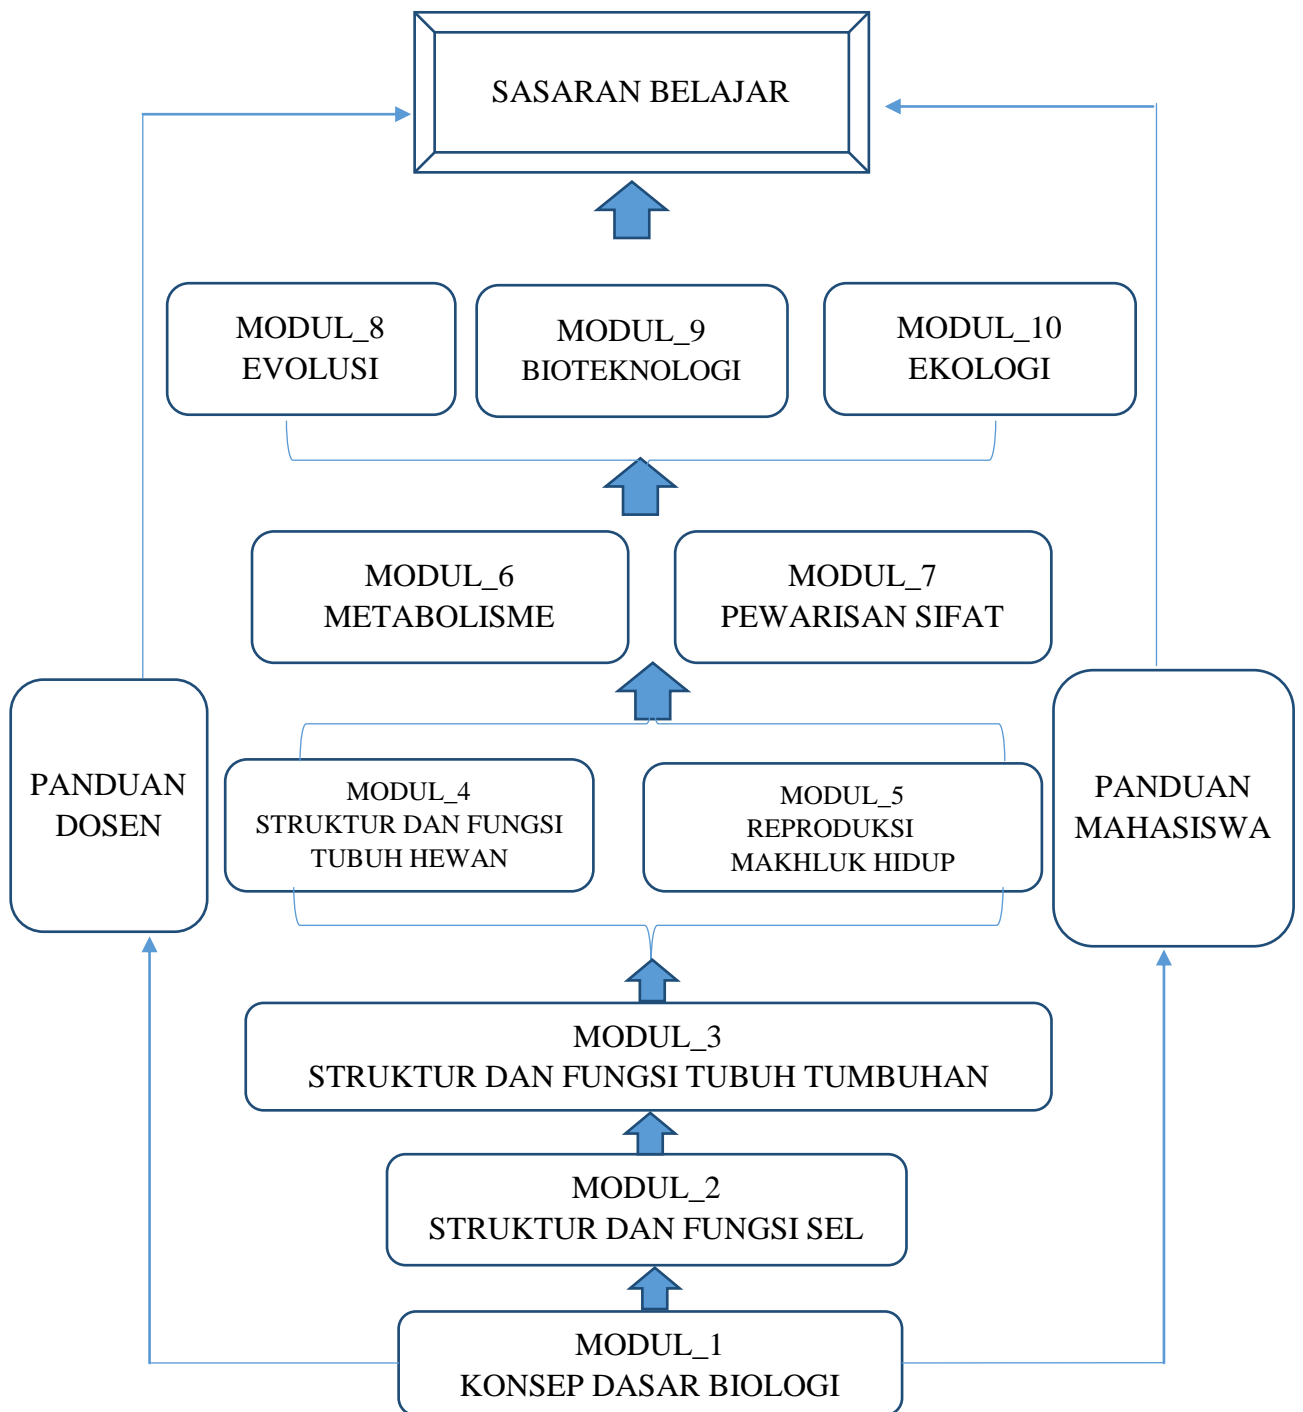 SASARAN BELAJAR
MODUL_8
EVOLUSI
MODUL_9
BIOTEKNOLOGI
MODUL_10
EKOLOGI
MODUL_6
METABOLISME
MODUL_7
PEWARISAN SIFAT
PANDUAN
DOSEN
MODUL_4
STRUKTUR DAN FUNGSI
TUBUH HEWAN
MODUL_5
REPRODUKSI
MAKHLUK HIDUP
PANDUAN
MAHASISWA
MODUL_3
STRUKTUR DAN FUNGSI TUBUH TUMBUHAN
MODUL_2
STRUKTUR DAN FUNGSI SEL
MODUL_1
KONSEP DASAR BIOLOGI